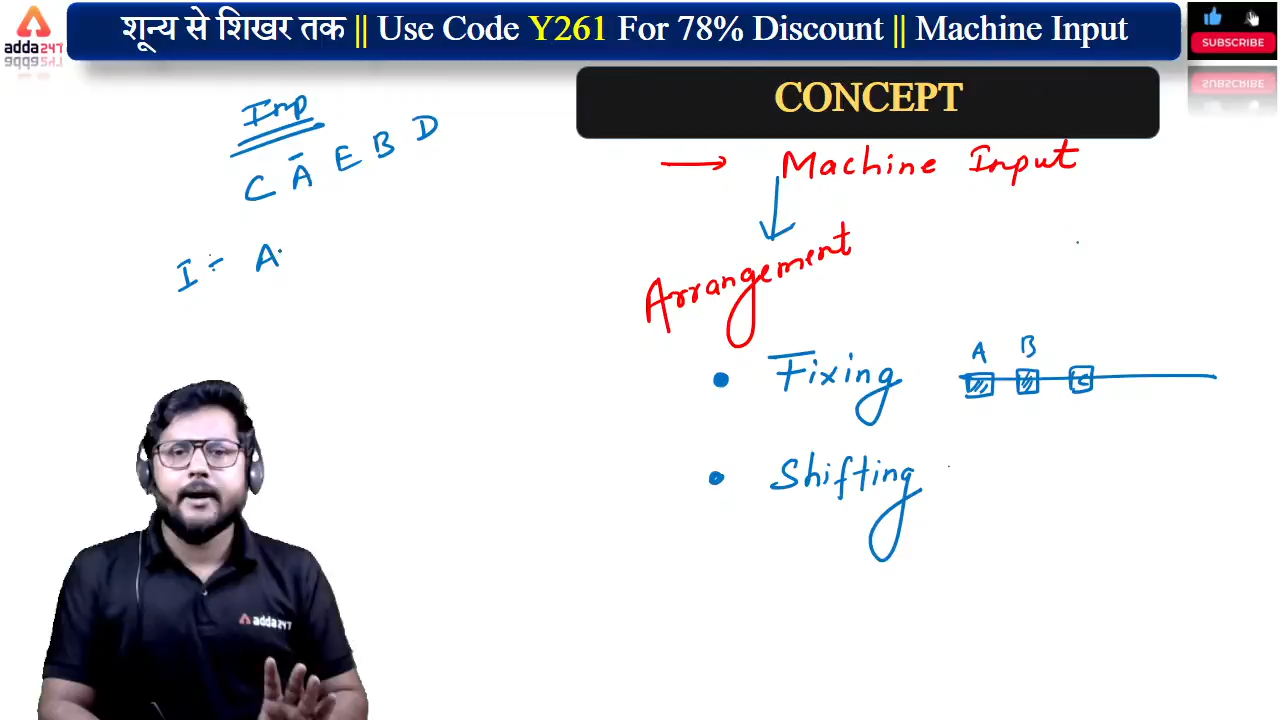 adda247
शून्य से शिखर तक || Use Code Y261 For 78% Discount || Machine Input
SUBSCRIBE
CONCEPT
Inp
C A E B D
I ÷ A
→ Machine Input
Arrangement
• Fixing
A B
C
• Shifting
adda247